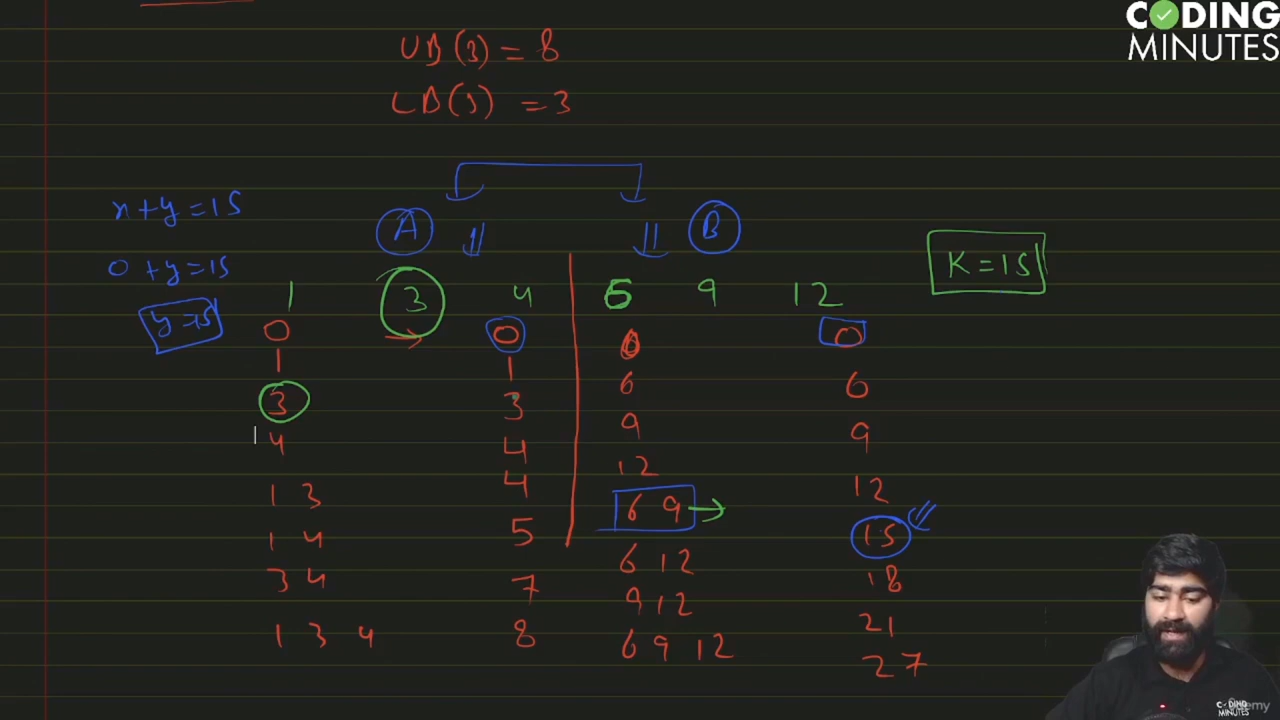 CODING
MINUTES
UB(3) = 8
LB(3) = 3
x+y=15
A
B
0 +y=15
K=15
1 3 4 6 9 12
y=15
0 0 0 0
1 1 6 6
3 3 9 9
4 4 12 12
1 3 4 6 9 15
1 4 5 6 12 18
3 4 7 9 12 21
1 3 4 8 6 9 12 27
CODING
MINUTES